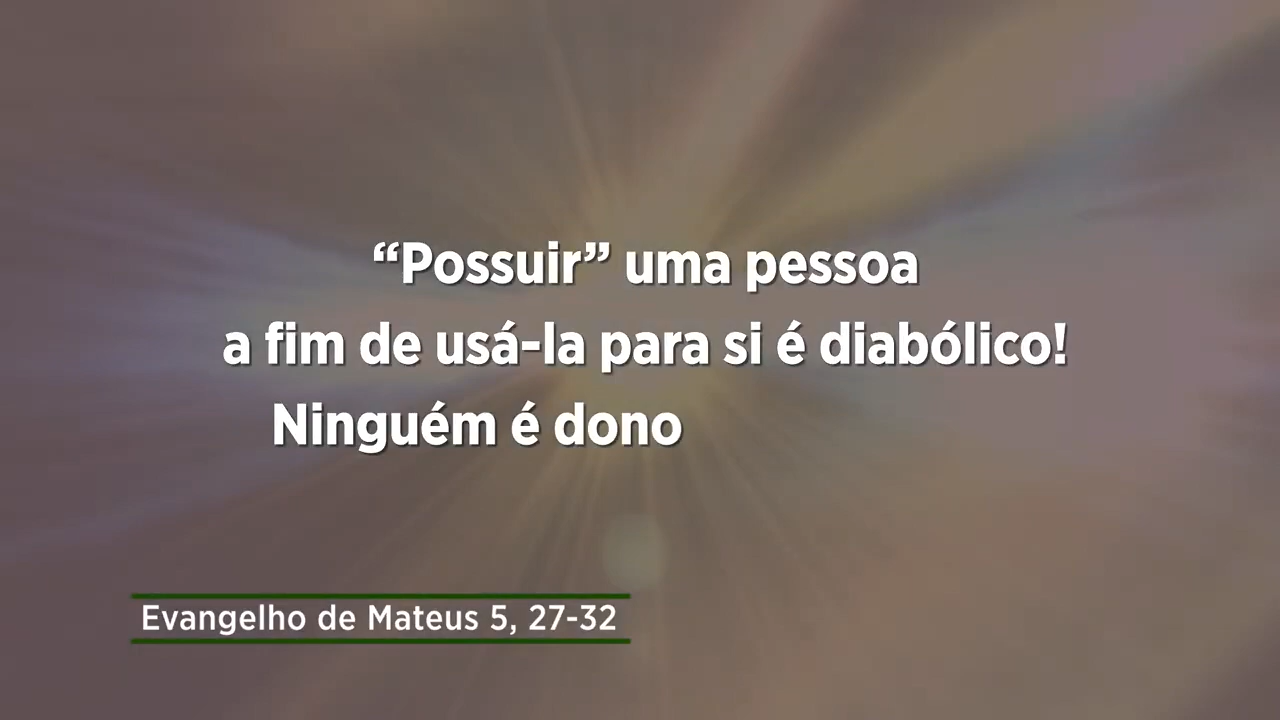 “Possuir” uma pessoa
a fim de usá-la para si é diabólico!
Ninguém é dono
Evangelho de Mateus 5, 27-32